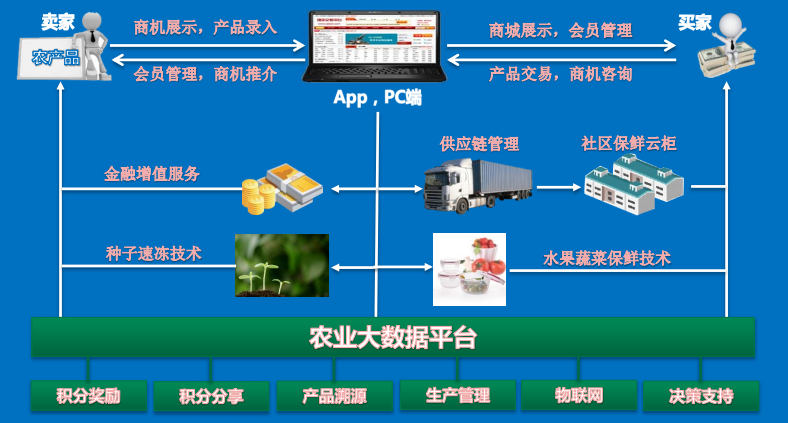 卖家
农产品
商机展示，产品录入
会员管理，商机推介
App，PC端
商城展示，会员管理
产品交易，商机咨询
买家
金融增值服务
供应链管理
社区保鲜云柜
种子速冻技术
水果蔬菜保鲜技术
农业大数据平台
积分奖励
积分分享
产品溯源
生产管理
物联网
决策支持